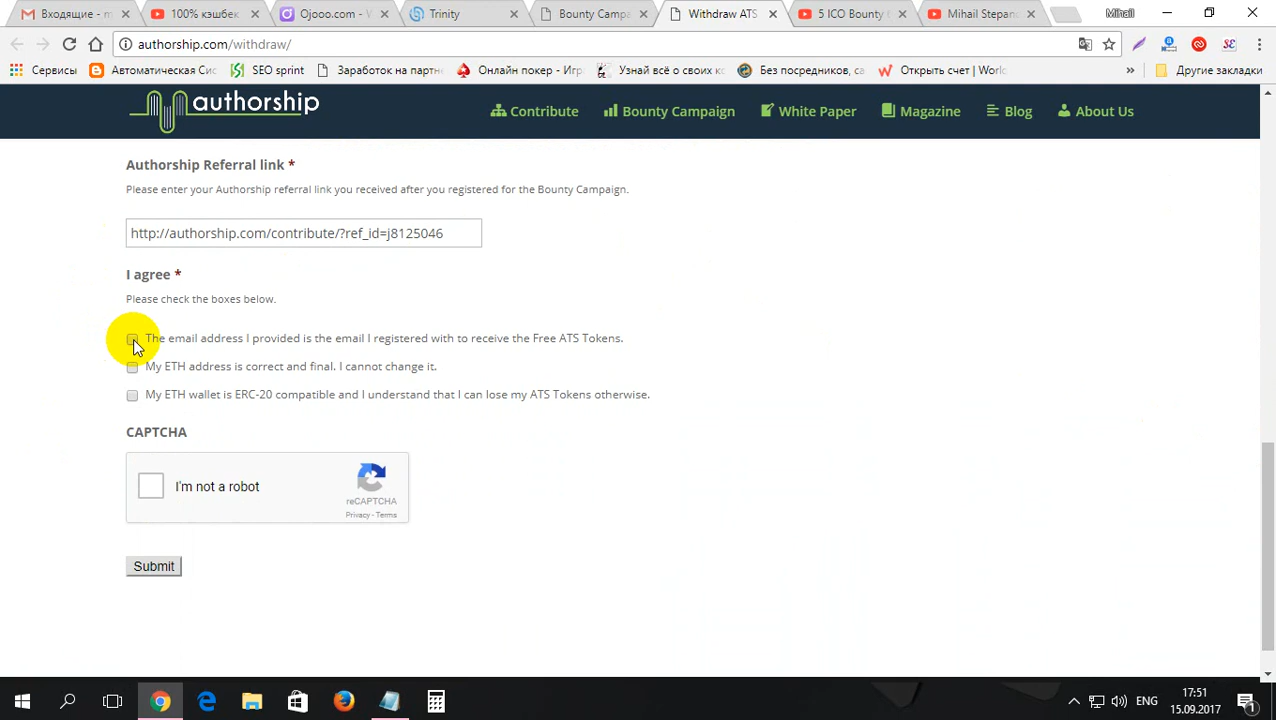 Входящие - m
100% кэшбек
Ojooo.com - V
Trinity
Bounty Camp
Withdraw ATS
5 ICO Bounty
Mihail Stepan
Mihail
authorship.com/withdraw/
Сервисы
Автоматическая Си
SEO sprint
Заработок на партн
Онлайн покер - Игр
Узнай всё о своих к
Без посредников, са
Открыть счет | Worl
»
Другие закладки
authorship
Contribute
Bounty Campaign
White Paper
Magazine
Blog
About Us
Authorship Referral link *
Please enter your Authorship referral link you received after you registered for the Bounty Campaign.
http://authorship.com/contribute/?ref_id=j8125046
I agree *
Please check the boxes below.
The email address I provided is the email I registered with to receive the Free ATS Tokens.
My ETH address is correct and final. I cannot change it.
My ETH wallet is ERC-20 compatible and I understand that I can lose my ATS Tokens otherwise.
CAPTCHA
I'm not a robot
reCAPTCHA
Privacy - Terms
Submit
ENG
17:51
15.09.2017
1